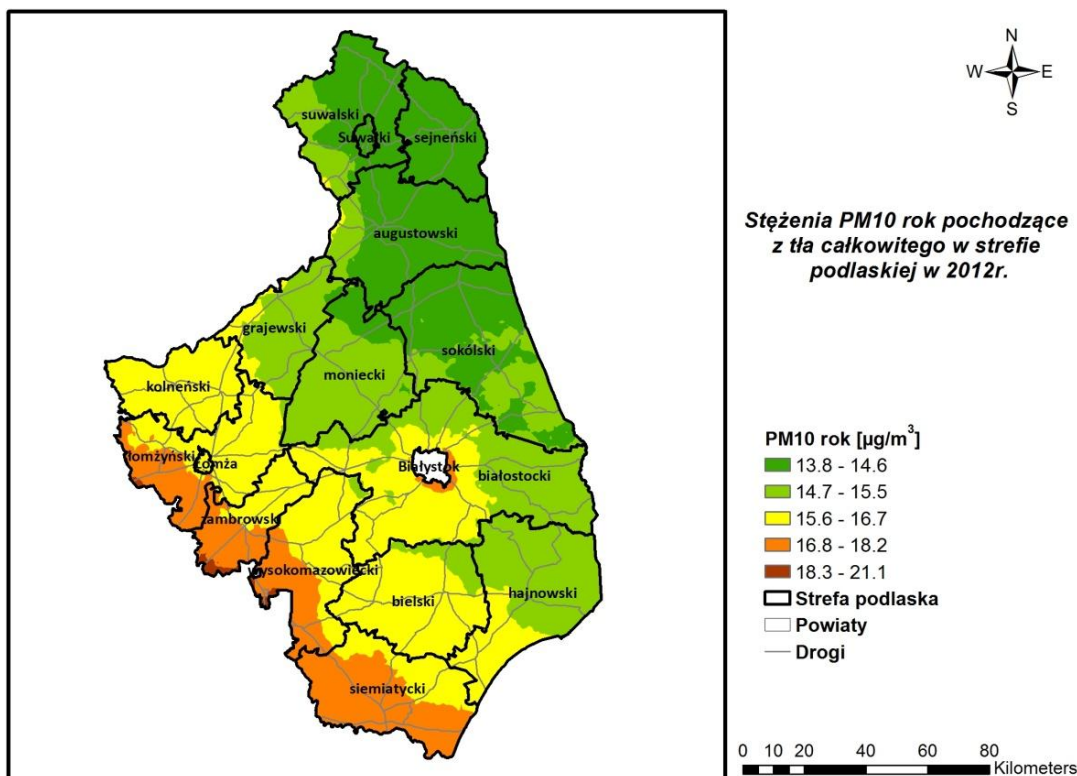 N
W E
S
Stężenia PM10 rok pochodzące
z tła całkowitego w strefie
podlaskiej w 2012r.
suwalski
Suwałki
sejneński
augustowski
grajewski
sokólski
moniecki
kolneński
łomżyński
Łomża
Białystok
białostocki
zambrowski
wysokomazowiecki
bielski
hajnowski
siemiatycki
PM10 rok [µg/m³]
13.8 - 14.6
14.7 - 15.5
15.6 - 16.7
16.8 - 18.2
18.3 - 21.1
Strefa podlaska
Powiaty
Drogi
0 5 10 20 40 60 80
Kilometers